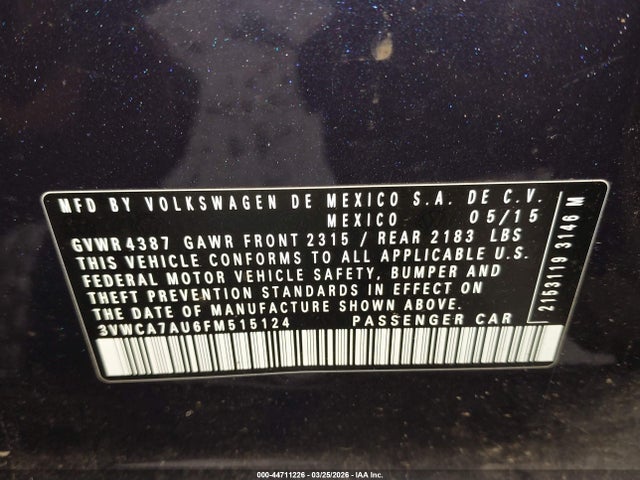 MFD BY VOLKSWAGEN DE MEXICO S.A. DE C.V.
MEXICO 05/15
GVWR 4387 GAWR FRONT 2315 / REAR 2183 LBS
THIS VEHICLE CONFORMS TO ALL APPLICABLE U.S.
FEDERAL MOTOR VEHICLE SAFETY, BUMPER AND
THEFT PREVENTION STANDARDS IN EFFECT ON
THE DATE OF MANUFACTURE SHOWN ABOVE.
3VWCA7AU6FM515124 PASSENGER CAR
2153119 3146 M
000-44711226 - 03/25/2026 - IAA Inc.